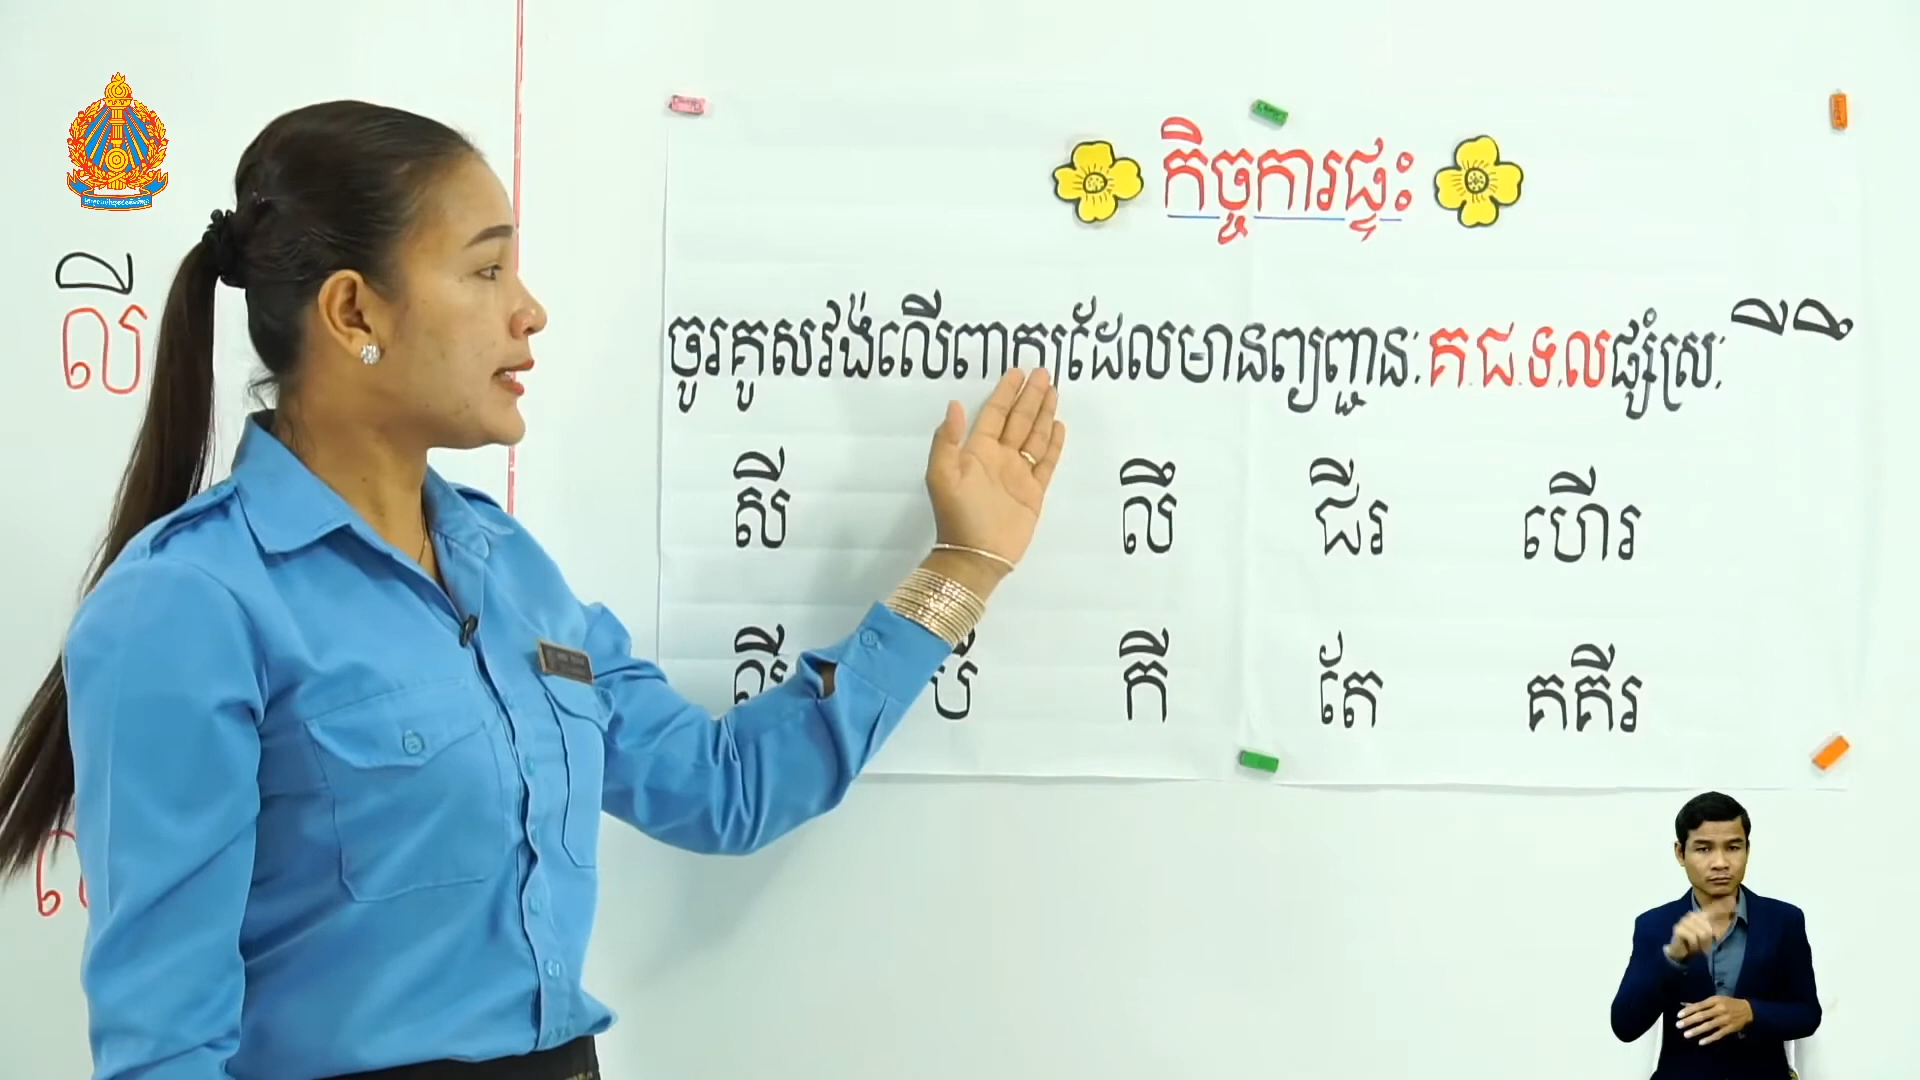 កិច្ចការផ្ទះ
លី
ចូរគូសវង់លើពាក្យដែលមានព្យញ្ជនៈ គ ជ ទ ល ផ្សំស្រៈ ី ឹ
សី លឹ ជីរ ហើរ
កី តែ គគីរ